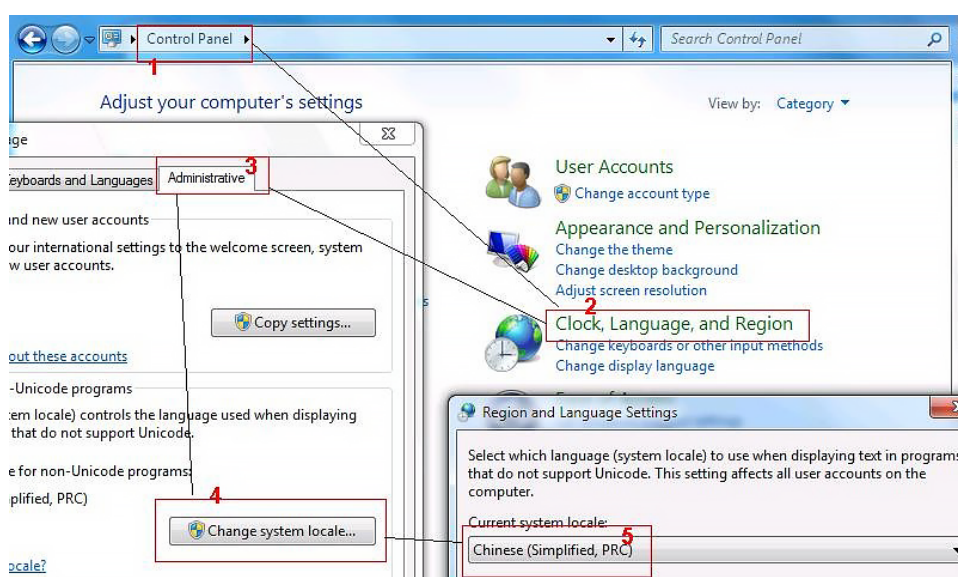 Control Panel
Search Control Panel
1
Adjust your computer's settings
View by: Category
Keyboards and Languages
Administrative
3
and new user accounts
our international settings to the welcome screen, system
w user accounts.
Copy settings...
out these accounts
-Unicode programs
tem locale) controls the language used when displaying
that do not support Unicode.
e for non-Unicode programs:
plified, PRC)
4
Change system locale...
ocale?
User Accounts
Change account type
Appearance and Personalization
Change the theme
Change desktop background
Adjust screen resolution
2
Clock, Language, and Region
Change keyboards or other input methods
Change display language
Region and Language Settings
Select which language (system locale) to use when displaying text in programs
that do not support Unicode. This setting affects all user accounts on the
computer.
Current system locale:
5
Chinese (Simplified, PRC)